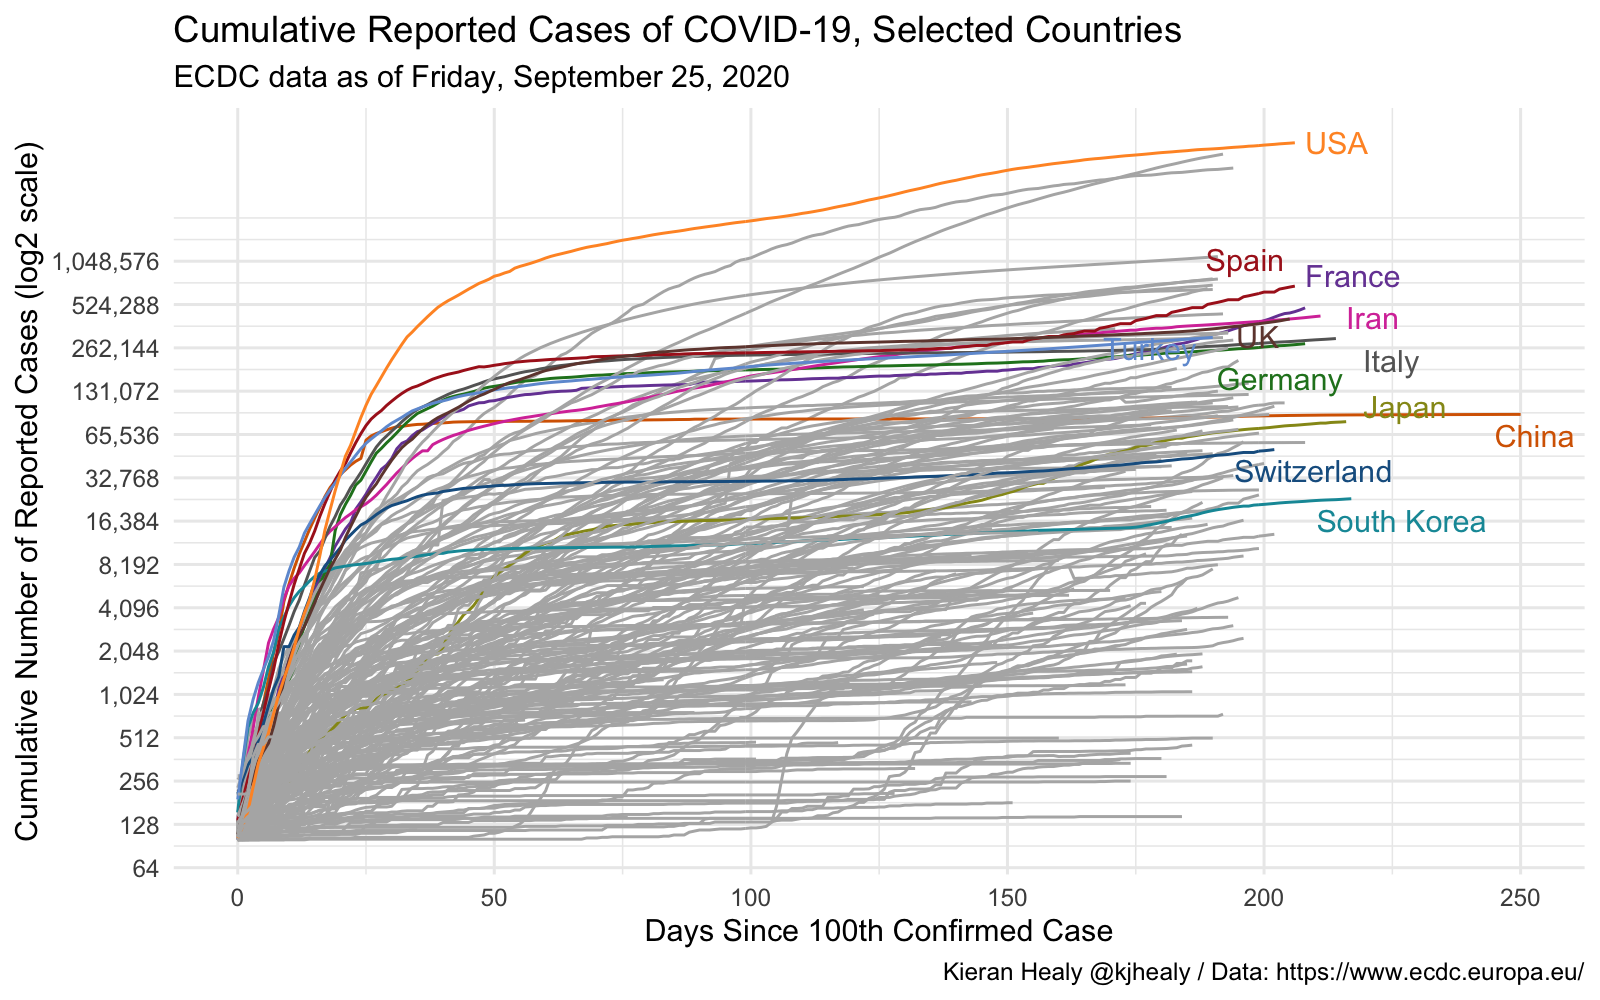 Cumulative Reported Cases of COVID-19, Selected Countries
ECDC data as of Friday, September 25, 2020
Cumulative Number of Reported Cases (log2 scale)
1,048,576
524,288
262,144
131,072
65,536
32,768
16,384
8,192
4,096
2,048
1,024
512
256
128
64
USA
Spain
France
Iran
UK
Turkey
Italy
Germany
Japan
China
Switzerland
South Korea
0 50 100 150 200 250
Days Since 100th Confirmed Case
Kieran Healy @kjhealy / Data: https://www.ecdc.europa.eu/